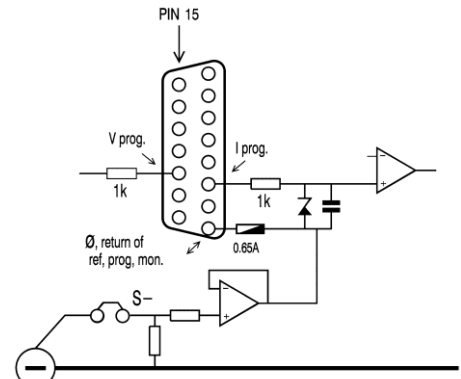 PIN 15
V prog.
I prog.
1k
1k
Ø, return of
ref, prog, mon.
0.65A
S−
−
+
−
+
−